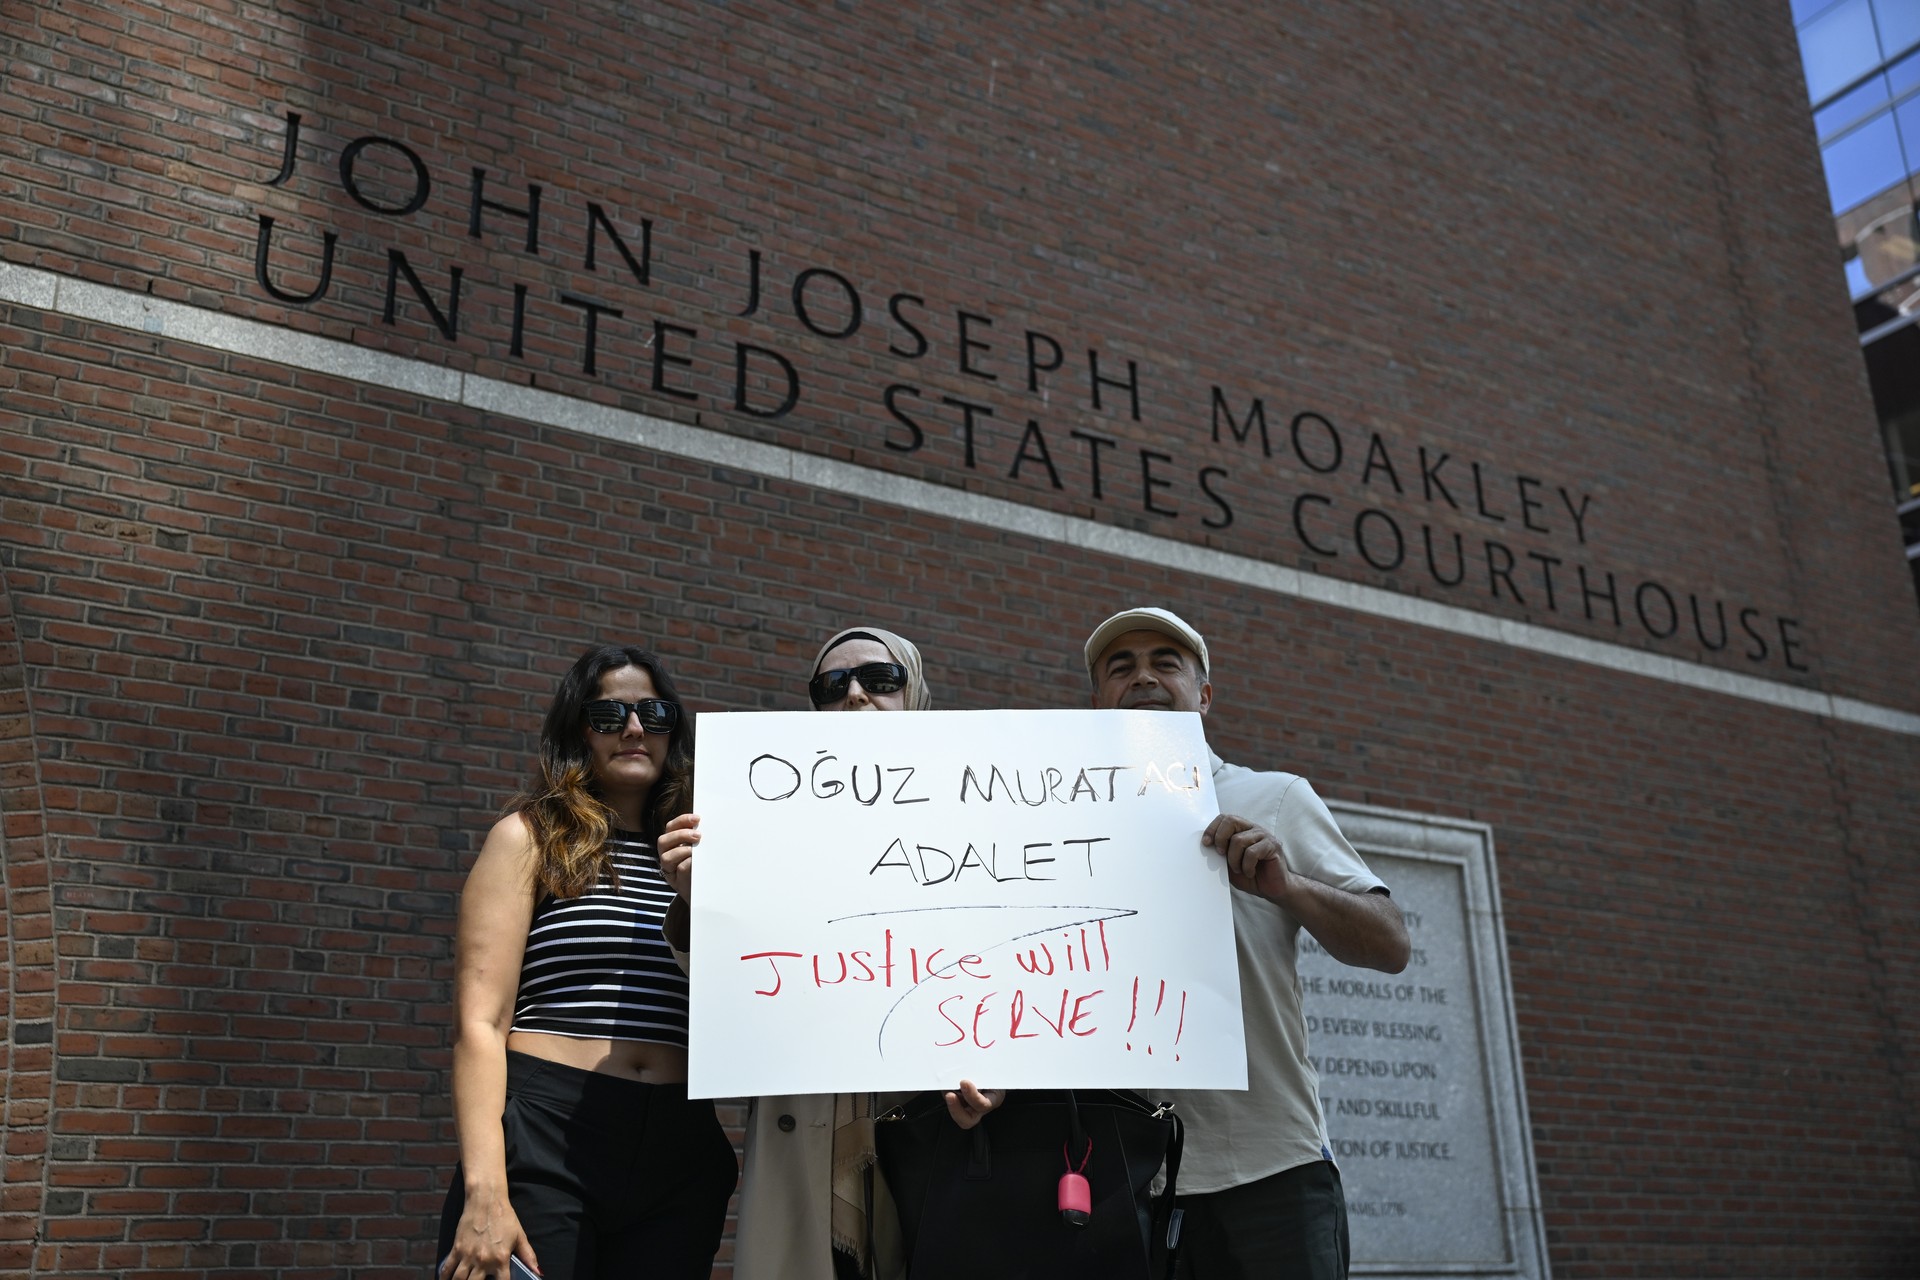 JOHN JOSEPH MOAKLEY
UNITED STATES COURTHOUSE
OĞUZ MURAT ACI
ADALET
Justice will
SERVE!!!
THE MORALS OF THE
EVERY BLESSING
DEPEND UPON
AND SKILLFUL
OF JUSTICE.